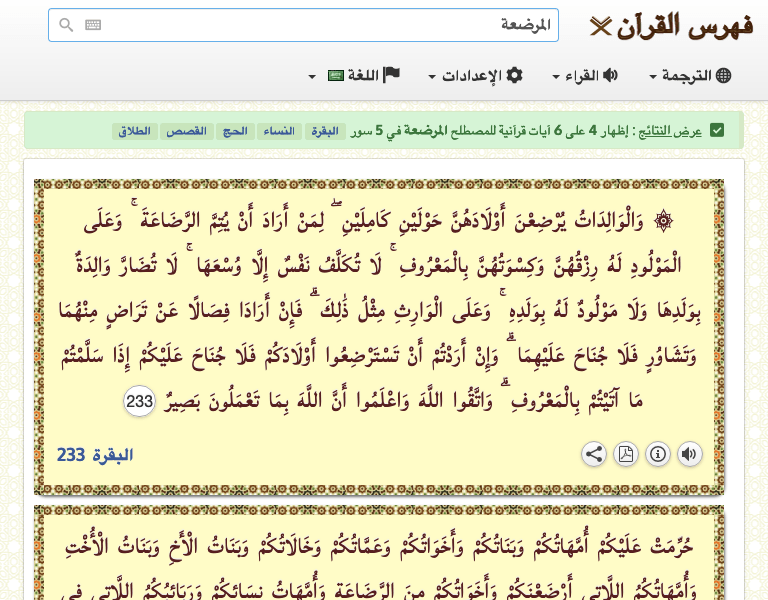 فهرس القرآن
المرضعة
الترجمة
القراء
الإعدادات
اللغة
عرض النتائج : إظهار 4 على 6 آيات قرآنية للمصطلح المرضعة في 5 سور البقرة النساء الحج القصص الطلاق
۞ وَالْوَالِدَاتُ يُرْضِعْنَ أَوْلَادَهُنَّ حَوْلَيْنِ كَامِلَيْنِ ۖ لِمَنْ أَرَادَ أَنْ يُتِمَّ الرَّضَاعَةَ ۚ وَعَلَى
الْمَوْلُودِ لَهُ رِزْقُهُنَّ وَكِسْوَتُهُنَّ بِالْمَعْرُوفِ ۚ لَا تُكَلَّفُ نَفْسٌ إِلَّا وُسْعَهَا ۚ لَا تُضَارَّ وَالِدَةٌ
بِوَلَدِهَا وَلَا مَوْلُودٌ لَهُ بِوَلَدِهِ ۚ وَعَلَى الْوَارِثِ مِثْلُ ذَٰلِكَ ۗ فَإِنْ أَرَادَا فِصَالًا عَنْ تَرَاضٍ مِنْهُمَا
وَتَشَاوُرٍ فَلَا جُنَاحَ عَلَيْهِمَا ۗ وَإِنْ أَرَدْتُمْ أَنْ تَسْتَرْضِعُوا أَوْلَادَكُمْ فَلَا جُنَاحَ عَلَيْكُمْ إِذَا سَلَّمْتُمْ
مَا آتَيْتُمْ بِالْمَعْرُوفِ ۗ وَاتَّقُوا اللَّهَ وَاعْلَمُوا أَنَّ اللَّهَ بِمَا تَعْمَلُونَ بَصِيرٌ 233
البقرة 233
حُرِّمَتْ عَلَيْكُمْ أُمَّهَاتُكُمْ وَبَنَاتُكُمْ وَأَخَوَاتُكُمْ وَعَمَّاتُكُمْ وَخَالَاتُكُمْ وَبَنَاتُ الْأَخِ وَبَنَاتُ الْأُخْتِ
وَأُمَّهَاتُكُمُ اللَّاتِي أَرْضَعْنَكُمْ وَأَخَوَاتُكُمْ مِنَ الرَّضَاعَةِ وَأُمَّهَاتُ نِسَائِكُمْ وَرَبَائِبُكُمُ اللَّاتِي فِي